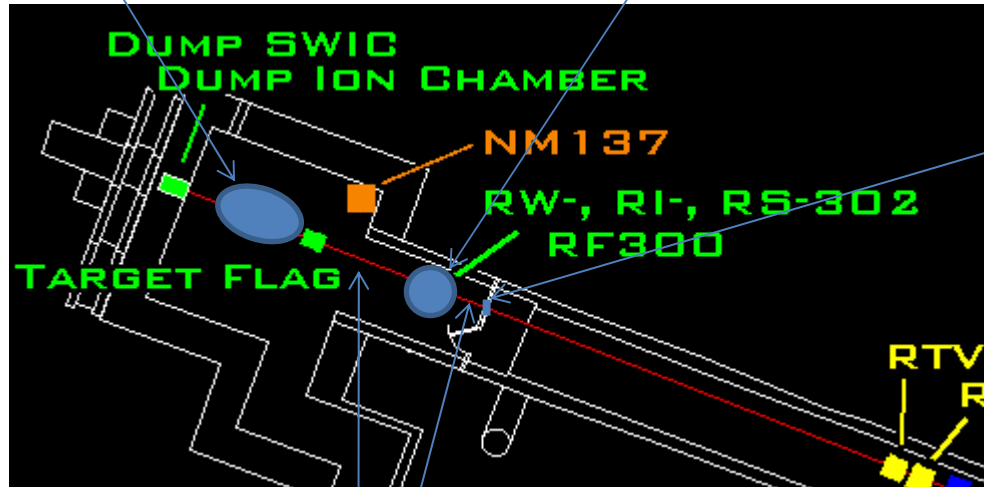 DUMP SWIC
DUMP ION CHAMBER
NM137
RW-, RI-, RS-302
RF300
TARGET FLAG
RTV
R